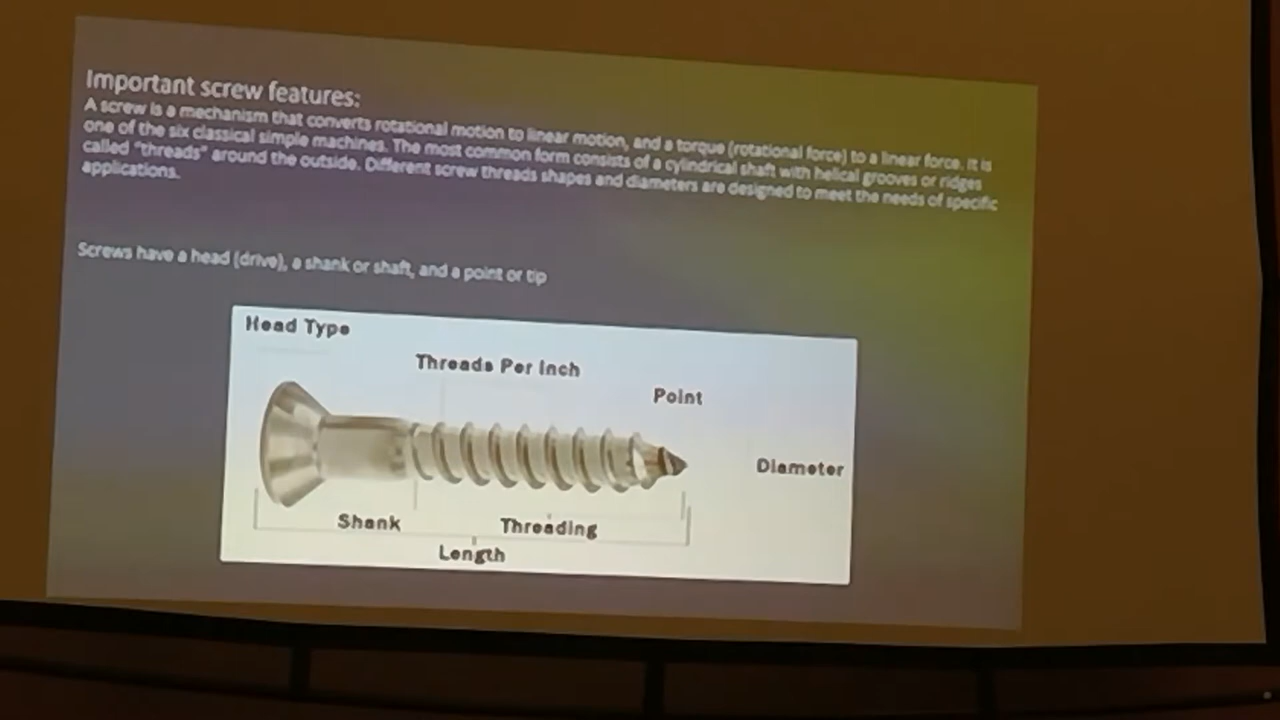 Important screw features:
A screw is a mechanism that converts rotational motion to linear motion, and a torque (rotational force) to a linear force. It is
one of the six classical simple machines. The most common form consists of a cylindrical shaft with helical grooves or ridges
called "threads" around the outside. Different screw threads shapes and diameters are designed to meet the needs of specific
applications.
Screws have a head (drive), a shank or shaft, and a point or tip
Head Type
Threads Per Inch
Point
Diameter
Shank
Threading
Length